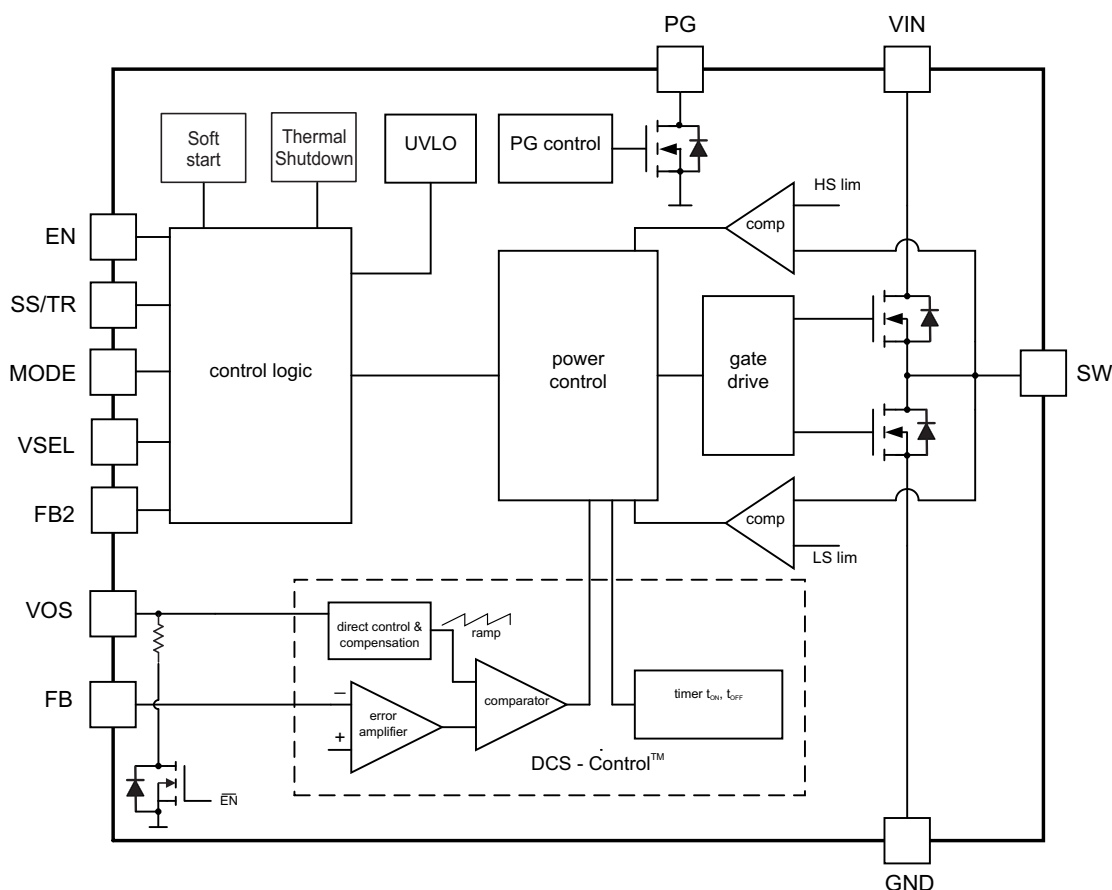 PG
VIN
Soft
start
Thermal
Shutdown
UVLO
PG control
HS lim
comp
EN
SS/TR
MODE
VSEL
FB2
control logic
power
control
gate
drive
SW
comp
LS lim
VOS
direct control &
compensation
ramp
FB
−
error
amplifier
+
comparator
timer tON, tOFF
DCS - Control™
E̅N̅
GND